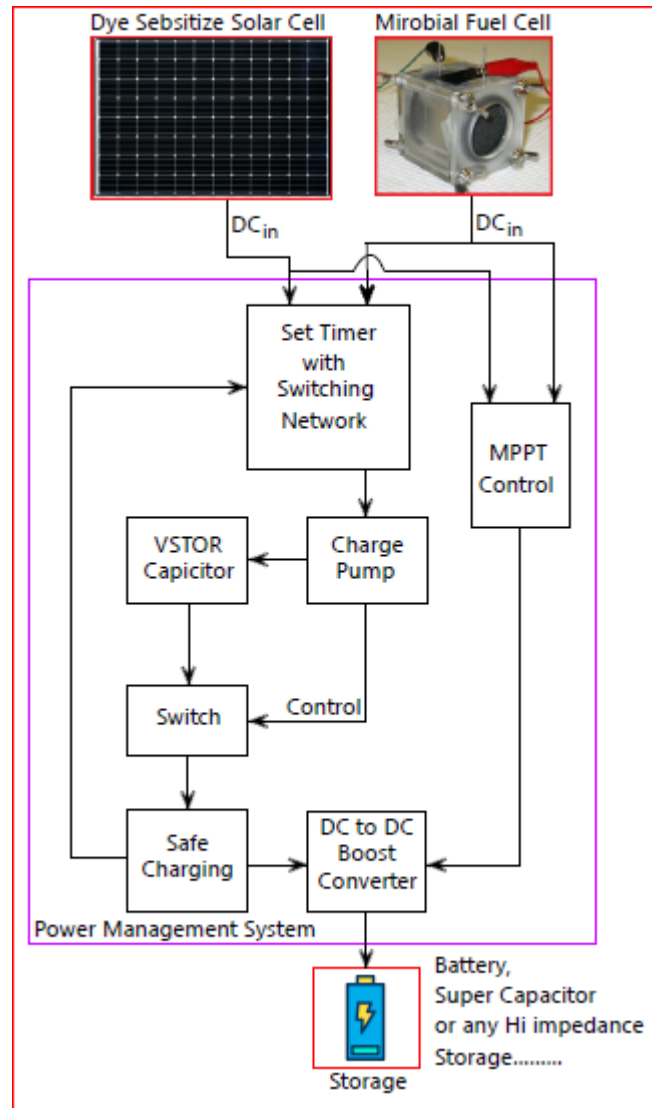 Dye Sebsitize Solar Cell
Mirobial Fuel Cell
DCin
DCin
Set Timer
with
Switching
Network
MPPT
Control
VSTOR
Capicitor
Charge
Pump
Switch
Control
Safe
Charging
DC to DC
Boost
Converter
Power Management System
Battery,
Super Capacitor
or any Hi impedance
Storage.........
Storage